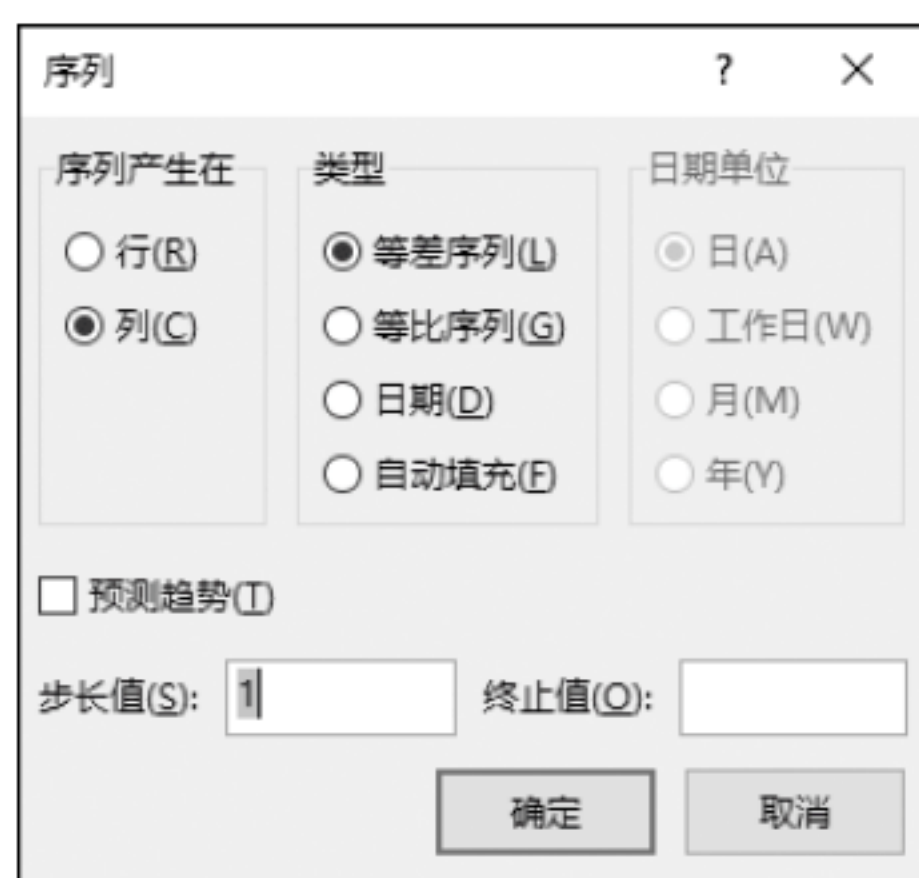 序列 ? ×
序列产生在
行(R)
列(C)
类型
等差序列(L)
等比序列(G)
日期(D)
自动填充(F)
日期单位
日(A)
工作日(W)
月(M)
年(Y)
预测趋势(T)
步长值(S): 1 终止值(O):
确定 取消